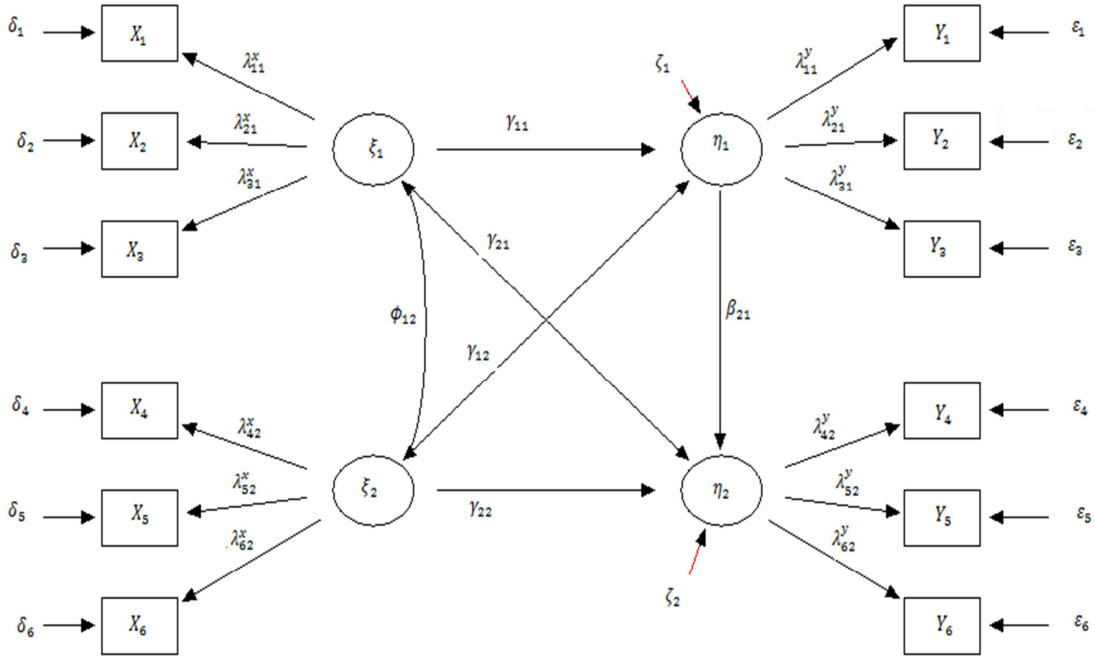 δ₁ X₁ λ₁₁ˣ ζ₁ λ₁₁ʸ Y₁ ε₁
δ₂ X₂ λ₂₁ˣ ξ₁ γ₁₁ η₁ λ₂₁ʸ Y₂ ε₂
λ₃₁ˣ λ₃₁ʸ
δ₃ X₃ γ₂₁ Y₃ ε₃
ϕ₁₂ β₂₁
γ₁₂
δ₄ X₄ λ₄₂ˣ λ₄₂ʸ Y₄ ε₄
λ₅₂ˣ ξ₂ η₂ λ₅₂ʸ
δ₅ X₅ γ₂₂ Y₅ ε₅
λ₆₂ˣ λ₆₂ʸ
ζ₂
δ₆ X₆ Y₆ ε₆